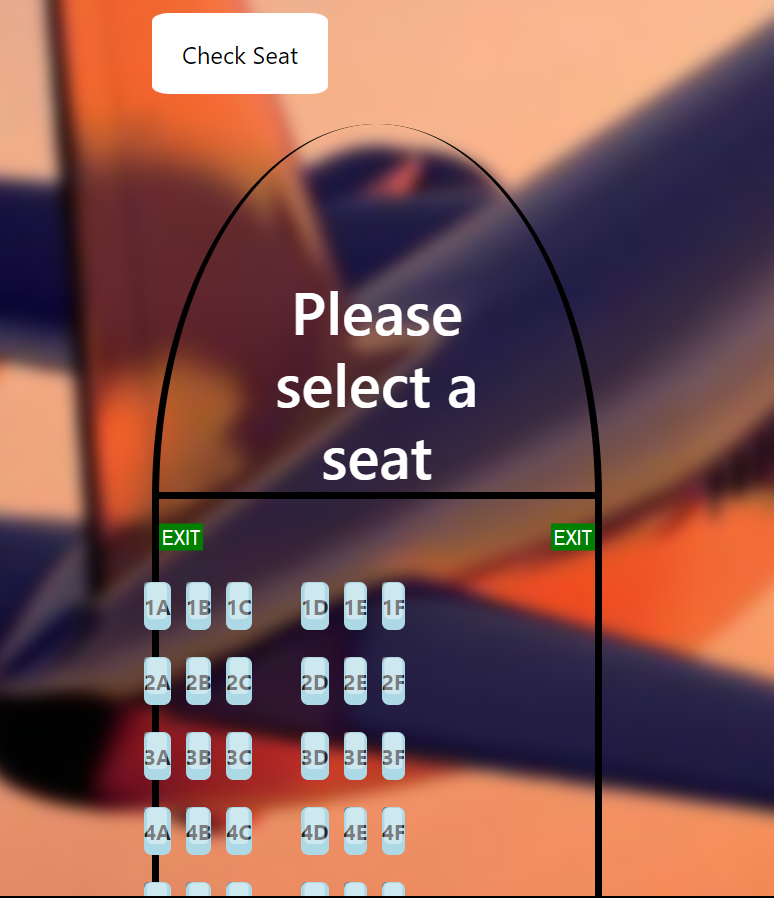 Check Seat
Please
select a
seat
EXIT EXIT
1A 1B 1C 1D 1E 1F
2A 2B 2C 2D 2E 2F
3A 3B 3C 3D 3E 3F
4A 4B 4C 4D 4E 4F